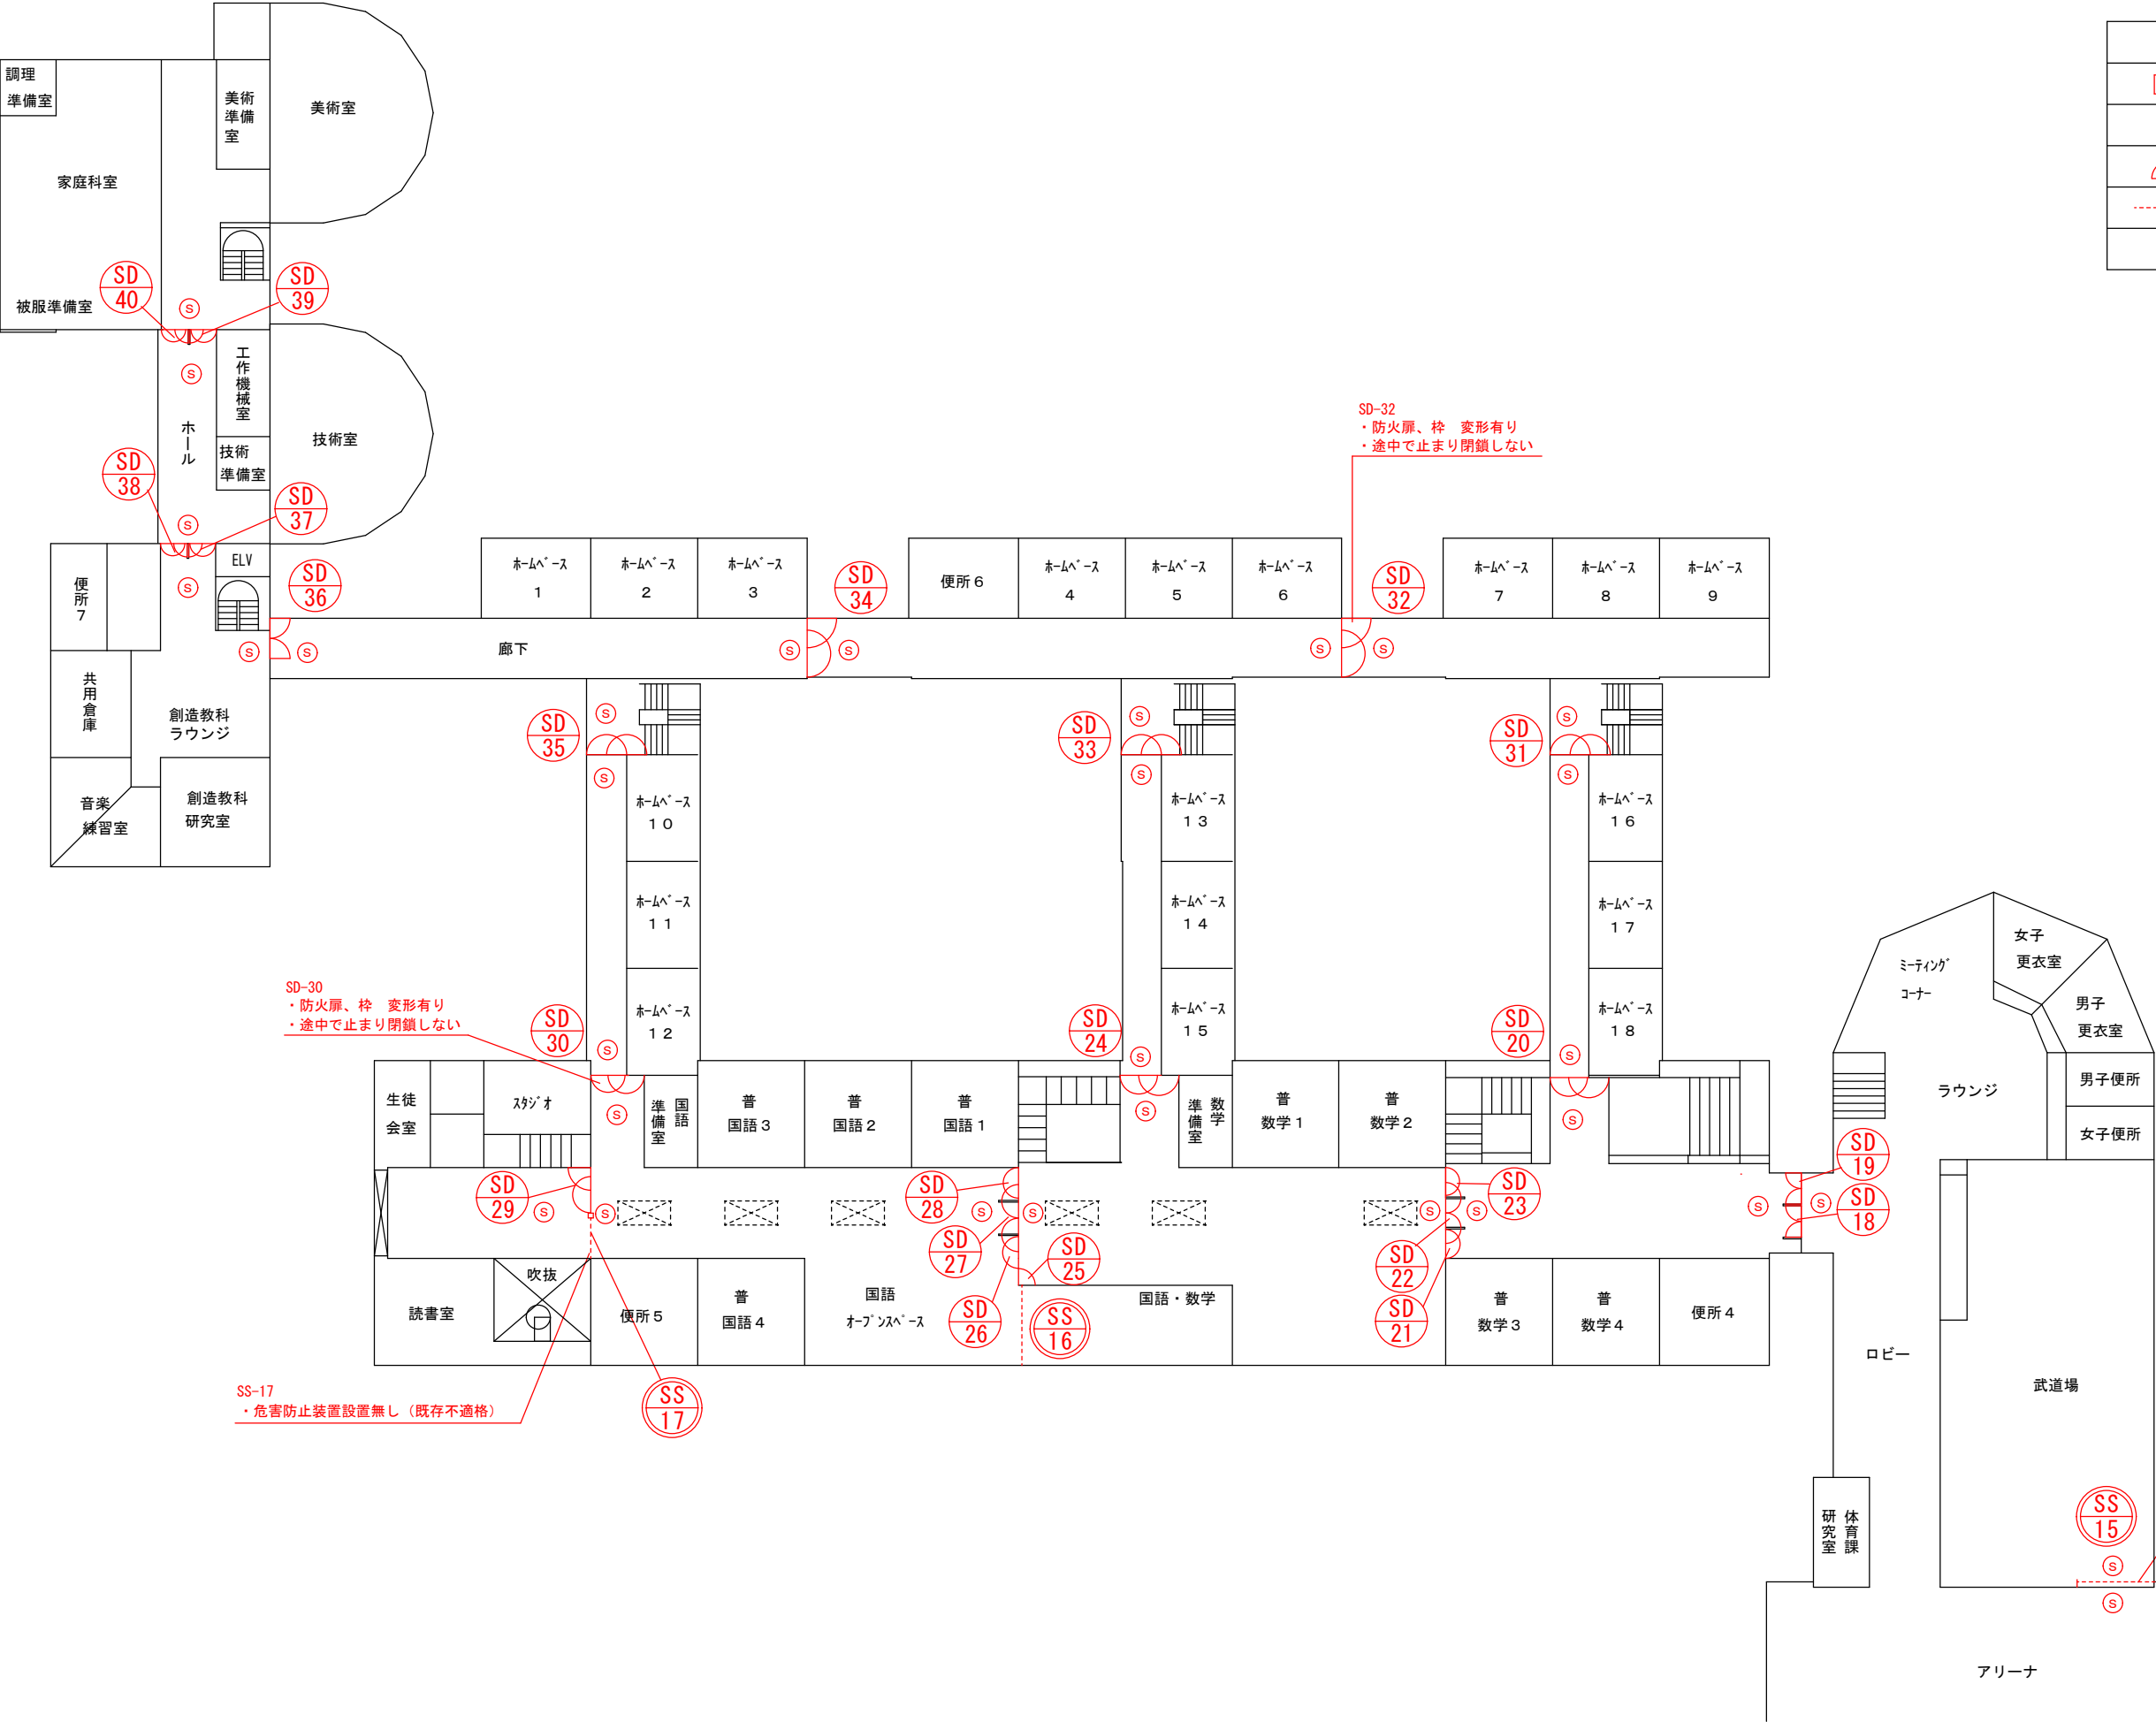 調理
準備室
美術
準備
室
美術室
家庭科室
SD
40
SD
39
被服準備室
S
S
工作機械室
ホール
技術
準備室
技術室
SD
38
SD
37
S
S
ELV
SD
36
便所7
S
S
共用倉庫
創造教科
ラウンジ
音楽
練習室
創造教科
研究室
SD-32
・防火扉、枠 変形有り
・途中で止まり閉鎖しない
ﾎｰﾑﾍﾞｰｽ
1
ﾎｰﾑﾍﾞｰｽ
2
ﾎｰﾑﾍﾞｰｽ
3
SD
34
便所6
ﾎｰﾑﾍﾞｰｽ
4
ﾎｰﾑﾍﾞｰｽ
5
ﾎｰﾑﾍﾞｰｽ
6
SD
32
ﾎｰﾑﾍﾞｰｽ
7
ﾎｰﾑﾍﾞｰｽ
8
ﾎｰﾑﾍﾞｰｽ
9
廊下
S
S
S
S
SD
35
S
S
SD
33
S
S
SD
31
S
S
ﾎｰﾑﾍﾞｰｽ
10
ﾎｰﾑﾍﾞｰｽ
11
ﾎｰﾑﾍﾞｰｽ
12
ﾎｰﾑﾍﾞｰｽ
13
ﾎｰﾑﾍﾞｰｽ
14
ﾎｰﾑﾍﾞｰｽ
15
ﾎｰﾑﾍﾞｰｽ
16
ﾎｰﾑﾍﾞｰｽ
17
ﾎｰﾑﾍﾞｰｽ
18
SD-30
・防火扉、枠 変形有り
・途中で止まり閉鎖しない
SD
30
S
S
SD
24
S
S
SD
20
S
S
ﾐｰﾃｨﾝｸﾞ
ｺｰﾅｰ
女子
更衣室
男子
更衣室
ラウンジ
男子便所
女子便所
生徒
会室
ｽﾀｼﾞｵ
国語
準備室
普
国語3
普
国語2
普
国語1
数学
準備室
普
数学1
普
数学2
SD
29
S
S
SD
28
S
S
SD
27
SD
26
SD
25
SS
16
S
S
SD
23
SD
22
SD
21
S
S
SD
19
SD
18
読書室
吹抜
便所5
普
国語4
国語
ｵｰﾌﾟﾝｽﾍﾟｰｽ
国語・数学
普
数学3
普
数学4
便所4
SS-17
・危害防止装置設置無し（既存不適格）
SS
17
ロビー
武道場
体育課
研究室
SS
15
S
S
アリーナ